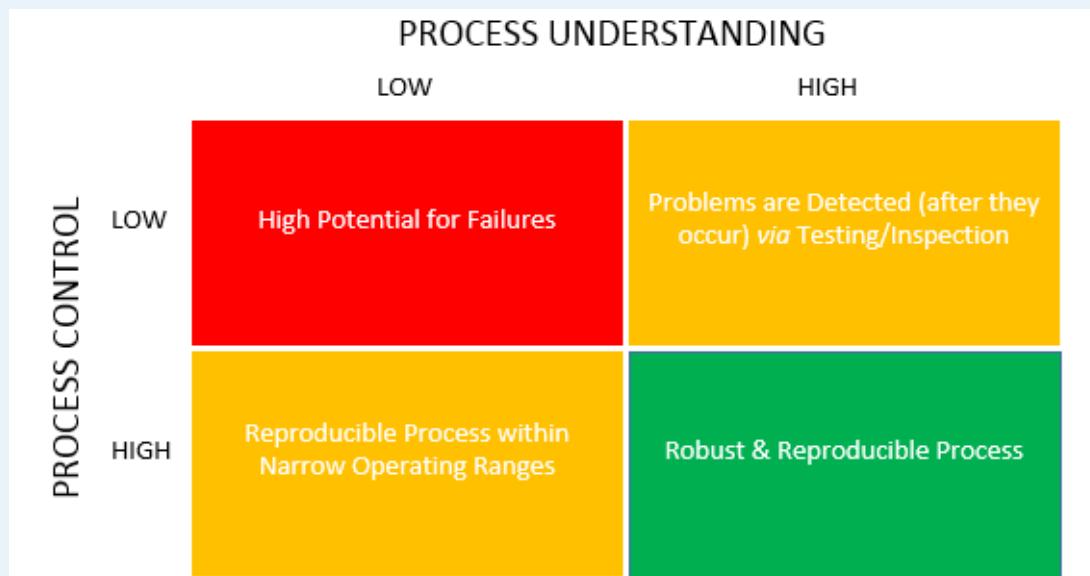 PROCESS UNDERSTANDING
LOW
HIGH
PROCESS CONTROL
LOW
High Potential for Failures
Problems are Detected (after they
occur) via Testing/Inspection
HIGH
Reproducible Process within
Narrow Operating Ranges
Robust & Reproducible Process